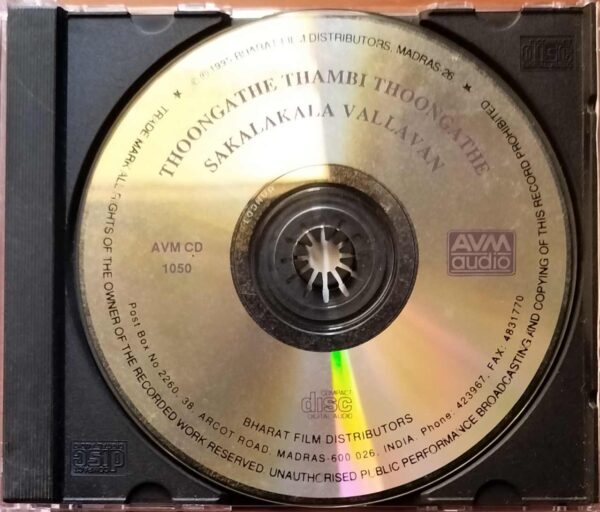 © ℗ 1995 BHARAT FILM DISTRIBUTORS, MADRAS-26
THOONGATHE THAMBI THOONGATHE
SAKALAKALA VALLAVAN
AVM CD
1050
AVM
audio
COMPACT
disc
DIGITAL AUDIO
BHARAT FILM DISTRIBUTORS
Post Box No 2260, 38, ARCOT ROAD, MADRAS-600 026, INDIA, Phone 423967, FAX: 4831770
TRADE MARK ALL RIGHTS OF THE OWNER OF THE RECORDED WORK RESERVED. UNAUTHORISED PUBLIC PERFORMANCE BROADCASTING AND COPYING OF THIS RECORD PROHIBITED
disc
disc